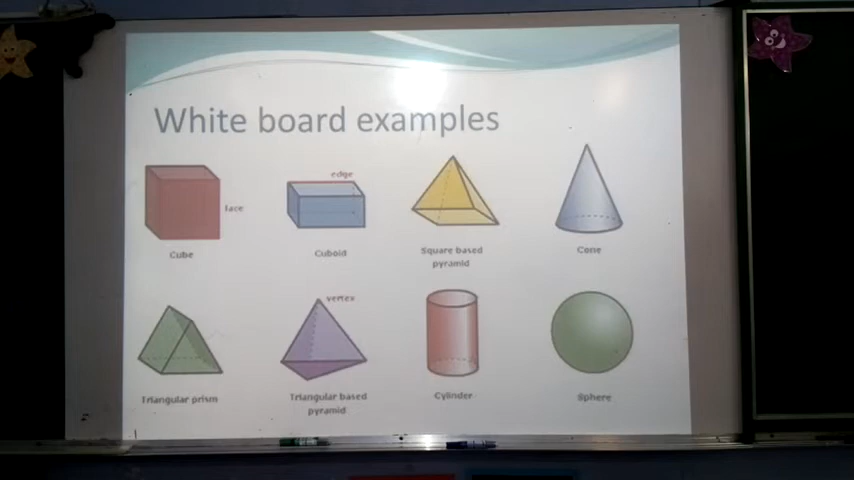 White board examples
edge
face
Cube
Cuboid
Square based
pyramid
Cone
vertex
Triangular prism
Triangular based
pyramid
Cylinder
Sphere